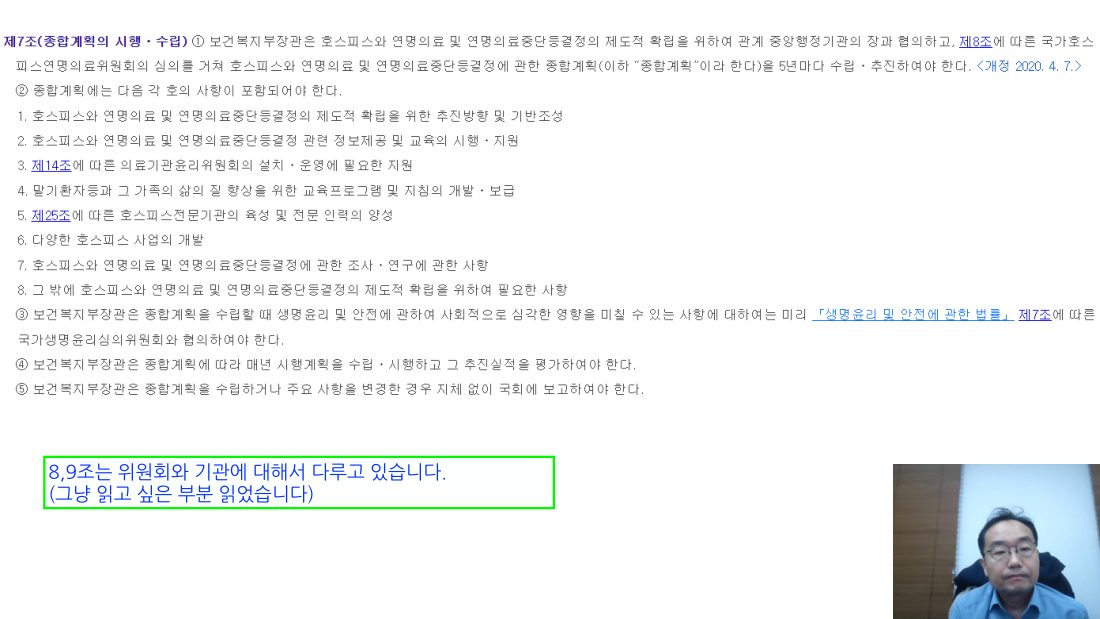 제7조(종합계획의 시행ㆍ수립) ① 보건복지부장관은 호스피스와 연명의료 및 연명의료중단등결정의 제도적 확립을 위하여 관계 중앙행정기관의 장과 협의하고, 제8조에 따른 국가호스
피스연명의료위원회의 심의를 거쳐 호스피스와 연명의료 및 연명의료중단등결정에 관한 종합계획(이하 "종합계획"이라 한다)을 5년마다 수립ㆍ추진하여야 한다. <개정 2020. 4. 7.>
② 종합계획에는 다음 각 호의 사항이 포함되어야 한다.
1. 호스피스와 연명의료 및 연명의료중단등결정의 제도적 확립을 위한 추진방향 및 기반조성
2. 호스피스와 연명의료 및 연명의료중단등결정 관련 정보제공 및 교육의 시행ㆍ지원
3. 제14조에 따른 의료기관윤리위원회의 설치ㆍ운영에 필요한 지원
4. 말기환자등과 그 가족의 삶의 질 향상을 위한 교육프로그램 및 지침의 개발ㆍ보급
5. 제25조에 따른 호스피스전문기관의 육성 및 전문 인력의 양성
6. 다양한 호스피스 사업의 개발
7. 호스피스와 연명의료 및 연명의료중단등결정에 관한 조사ㆍ연구에 관한 사항
8. 그 밖에 호스피스와 연명의료 및 연명의료중단등결정의 제도적 확립을 위하여 필요한 사항
③ 보건복지부장관은 종합계획을 수립할 때 생명윤리 및 안전에 관하여 사회적으로 심각한 영향을 미칠 수 있는 사항에 대하여는 미리 「생명윤리 및 안전에 관한 법률」 제7조에 따른
국가생명윤리심의위원회와 협의하여야 한다.
④ 보건복지부장관은 종합계획에 따라 매년 시행계획을 수립ㆍ시행하고 그 추진실적을 평가하여야 한다.
⑤ 보건복지부장관은 종합계획을 수립하거나 주요 사항을 변경한 경우 지체 없이 국회에 보고하여야 한다.
8,9조는 위원회와 기관에 대해서 다루고 있습니다.
(그냥 읽고 싶은 부분 읽었습니다)